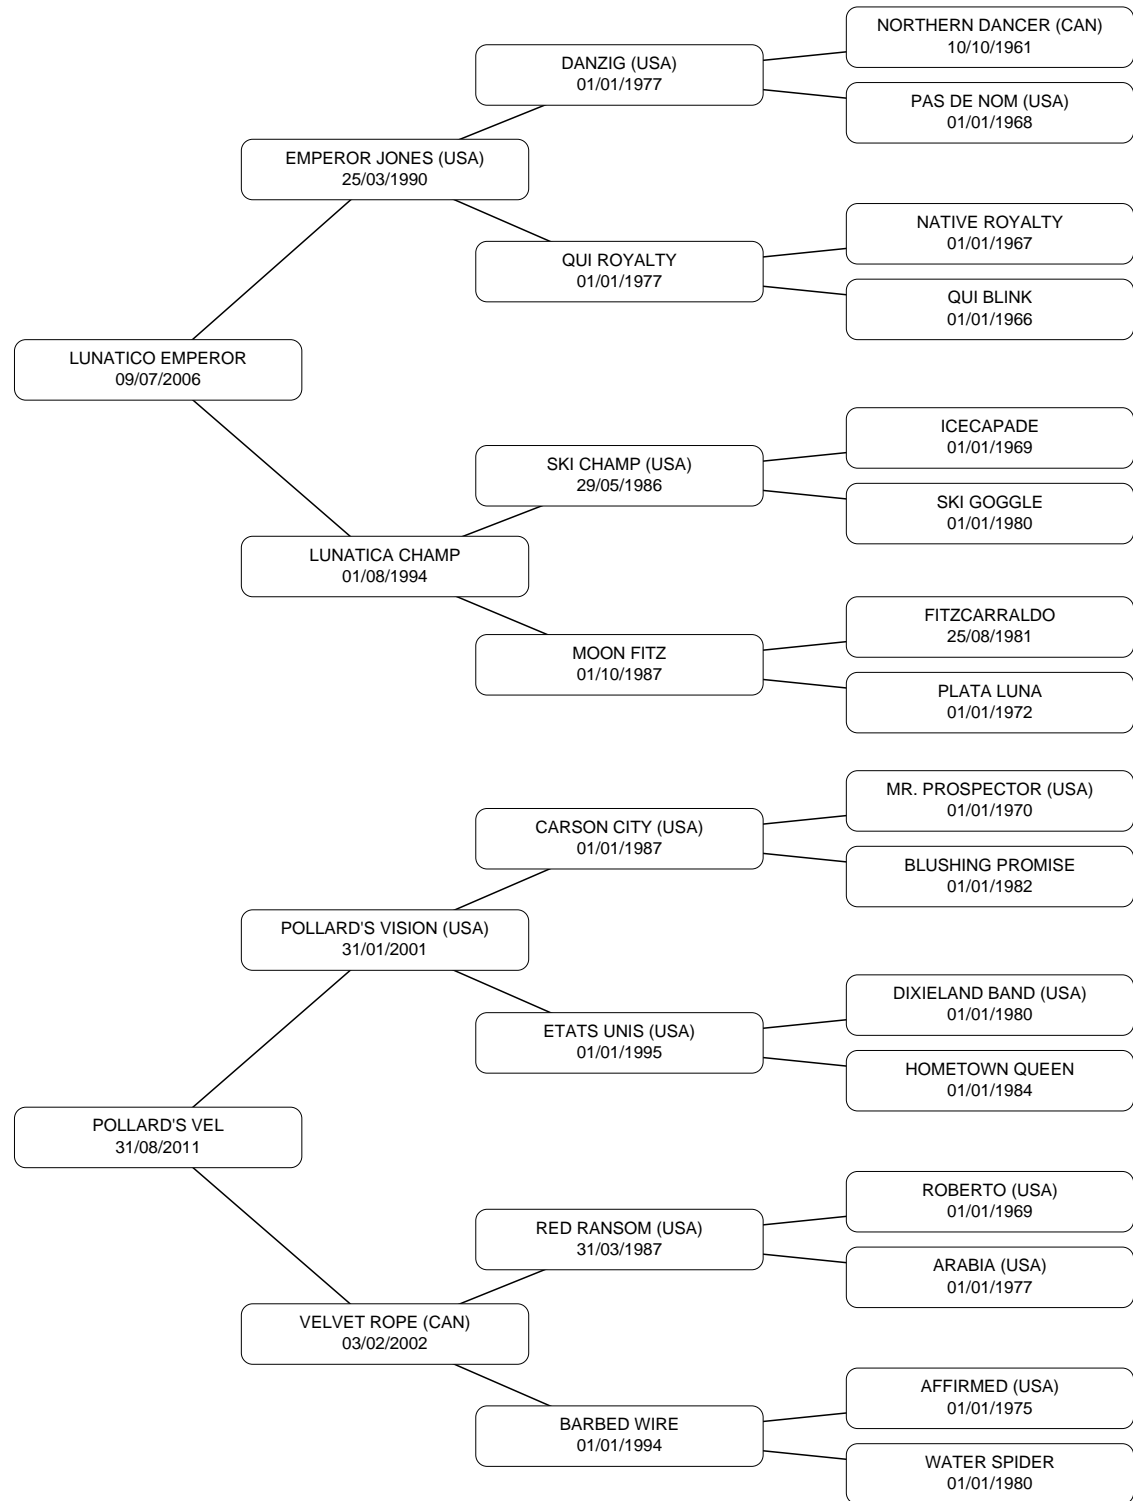 NORTHERN DANCER (CAN)
10/10/1961
DANZIG (USA)
01/01/1977
PAS DE NOM (USA)
01/01/1968
EMPEROR JONES (USA)
25/03/1990
NATIVE ROYALTY
01/01/1967
QUI ROYALTY
01/01/1977
QUI BLINK
01/01/1966
LUNATICO EMPEROR
09/07/2006
ICECAPADE
01/01/1969
SKI CHAMP (USA)
29/05/1986
SKI GOGGLE
01/01/1980
LUNATICA CHAMP
01/08/1994
FITZCARRALDO
25/08/1981
MOON FITZ
01/10/1987
PLATA LUNA
01/01/1972
MR. PROSPECTOR (USA)
01/01/1970
CARSON CITY (USA)
01/01/1987
BLUSHING PROMISE
01/01/1982
POLLARD'S VISION (USA)
31/01/2001
DIXIELAND BAND (USA)
01/01/1980
ETATS UNIS (USA)
01/01/1995
HOMETOWN QUEEN
01/01/1984
POLLARD'S VEL
31/08/2011
ROBERTO (USA)
01/01/1969
RED RANSOM (USA)
31/03/1987
ARABIA (USA)
01/01/1977
VELVET ROPE (CAN)
03/02/2002
AFFIRMED (USA)
01/01/1975
BARBED WIRE
01/01/1994
WATER SPIDER
01/01/1980